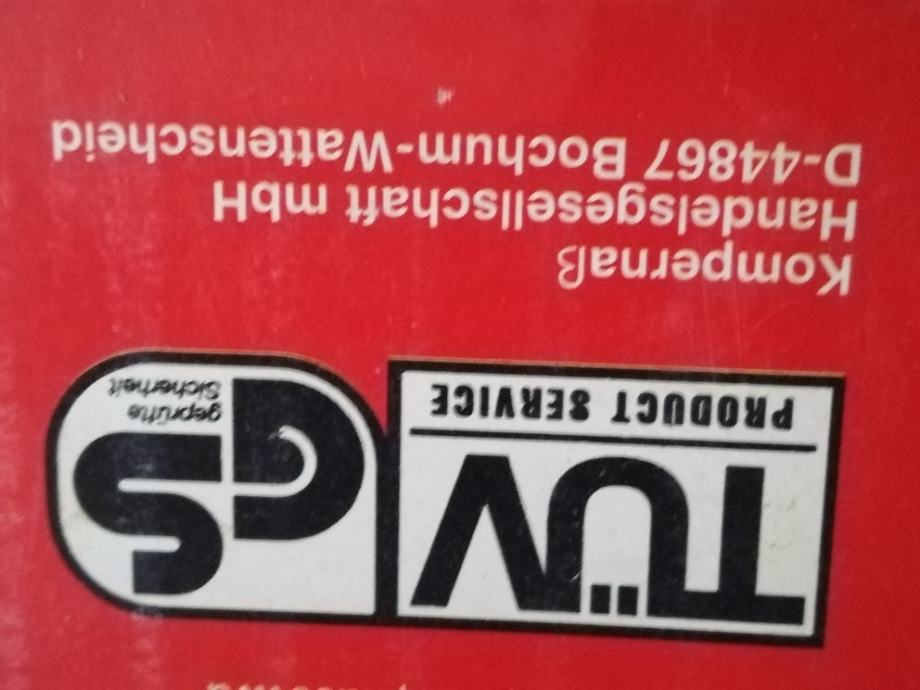 TÜV
PRODUCT SERVICE
GS
geprüfte
Sicherheit
Kompernaß
Handelsgesellschaft mbH
D-44867 Bochum-Wattenscheid